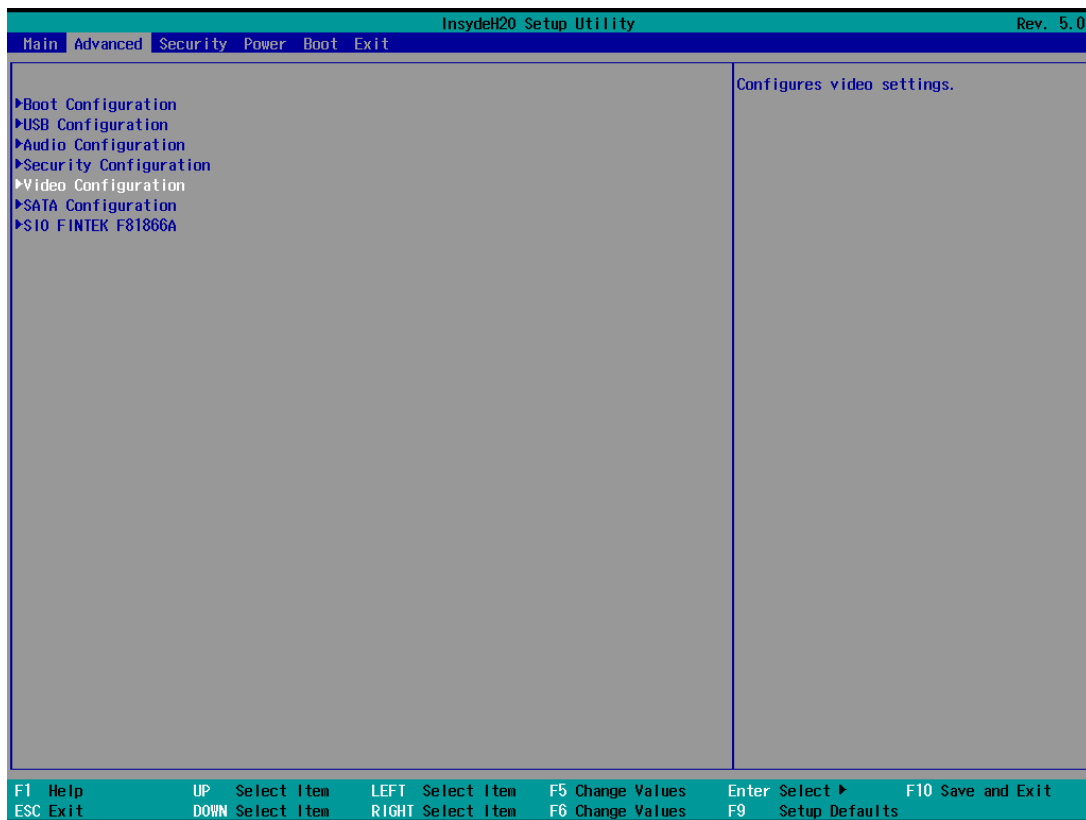 InsydeH20 Setup Utility Rev. 5.0
Main Advanced Security Power Boot Exit
Configures video settings.
▶Boot Configuration
▶USB Configuration
▶Audio Configuration
▶Security Configuration
▶Video Configuration
▶SATA Configuration
▶SIO FINTEK F81866A
F1 Help UP Select Item LEFT Select Item F5 Change Values Enter Select ▶ F10 Save and Exit
ESC Exit DOWN Select Item RIGHT Select Item F6 Change Values F9 Setup Defaults